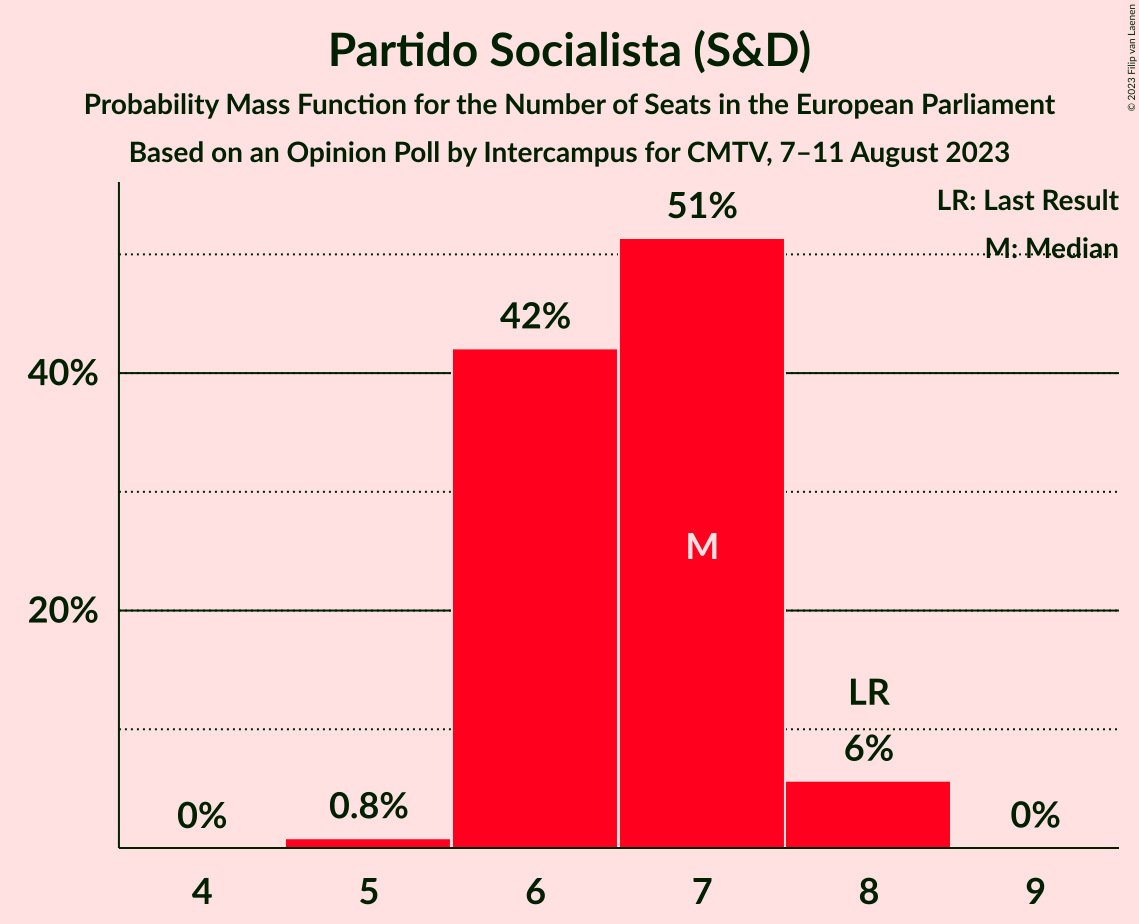 Partido Socialista (S&D)
Probability Mass Function for the Number of Seats in the European Parliament
Based on an Opinion Poll by Intercampus for CMTV, 7–11 August 2023
© 2023 Filip van Laenen
LR: Last Result
M: Median
51%
42%
40%
M
20%
LR
6%
0%
0.8%
0%
4
5
6
7
8
9